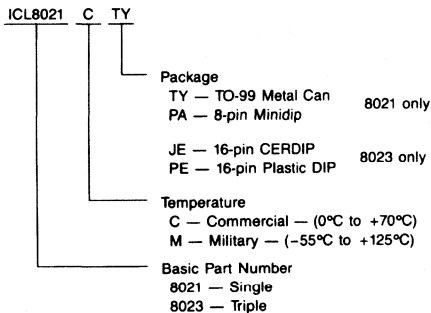 ICL8021 C TY
Package
TY — TO-99 Metal Can
PA — 8-pin Minidip
8021 only
JE — 16-pin CERDIP
PE — 16-pin Plastic DIP
8023 only
Temperature
C — Commercial — (0°C to +70°C)
M — Military — (−55°C to +125°C)
Basic Part Number
8021 — Single
8023 — Triple